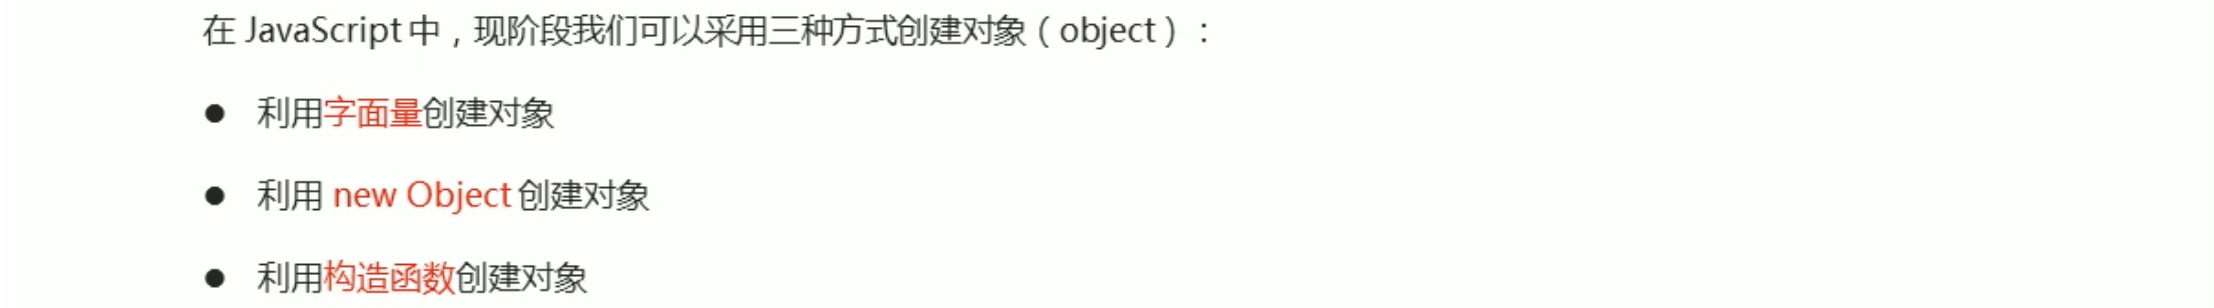 在 JavaScript 中，现阶段我们可以采用三种方式创建对象（object）：
● 利用字面量创建对象
● 利用 new Object 创建对象
● 利用构造函数创建对象